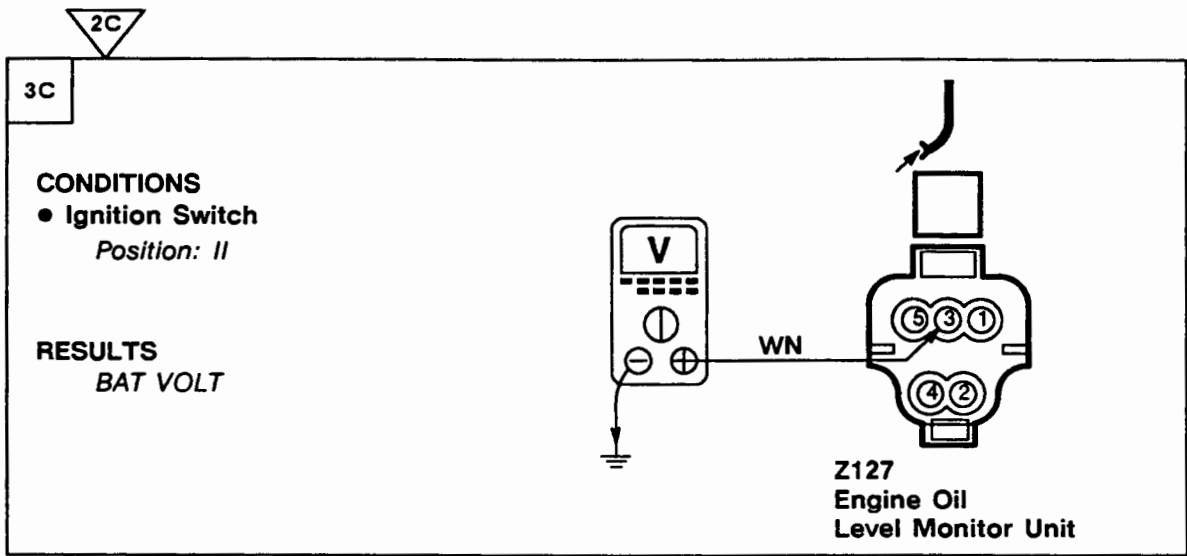 2C
3C
CONDITIONS
● Ignition Switch
Position: II
RESULTS
BAT VOLT
V
WN
5 3 1
4 2
Z127
Engine Oil
Level Monitor Unit